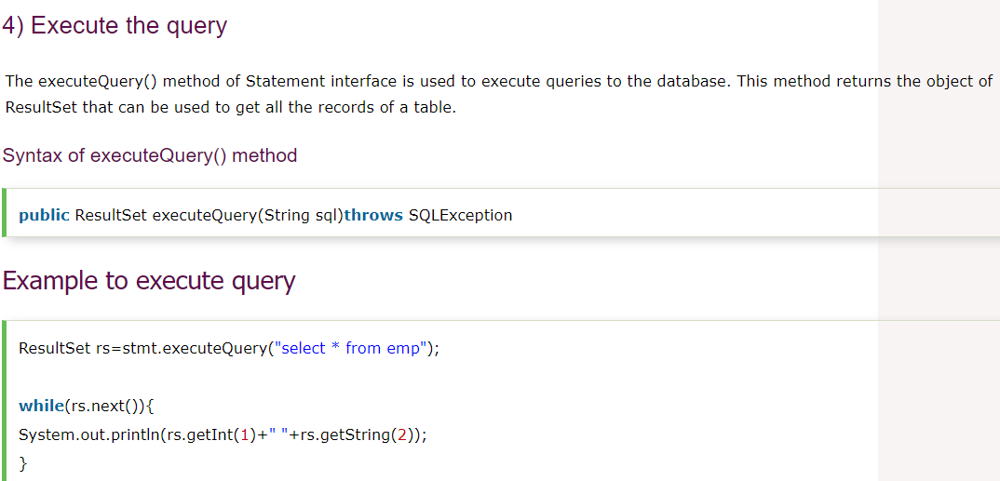 4) Execute the query
The executeQuery() method of Statement interface is used to execute queries to the database. This method returns the object of
ResultSet that can be used to get all the records of a table.
Syntax of executeQuery() method
public ResultSet executeQuery(String sql)throws SQLException
Example to execute query
ResultSet rs=stmt.executeQuery("select * from emp");
while(rs.next()){
System.out.println(rs.getInt(1)+" "+rs.getString(2));
}